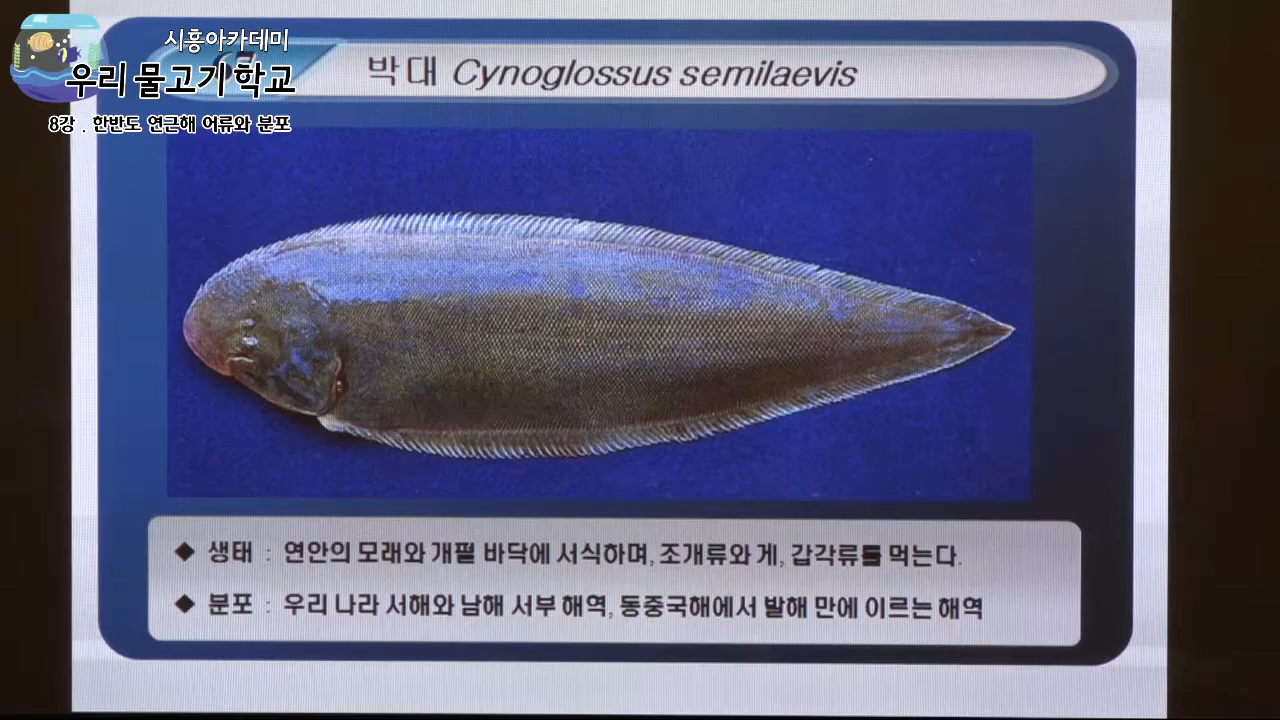 시흥아카데미
우리 물고기 학교
8강 . 한반도 연근해 어류와 분포
67
박대 Cynoglossus semilaevis
◆ 생태 : 연안의 모래와 개펄 바닥에 서식하며, 조개류와 게, 갑각류를 먹는다.
◆ 분포 : 우리 나라 서해와 남해 서부 해역, 동중국해에서 발해 만에 이르는 해역